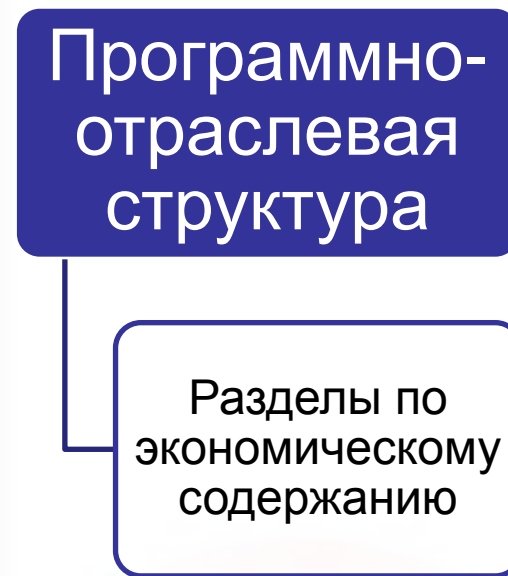 Программно-
отраслевая
структура
Разделы по
экономическому
содержанию